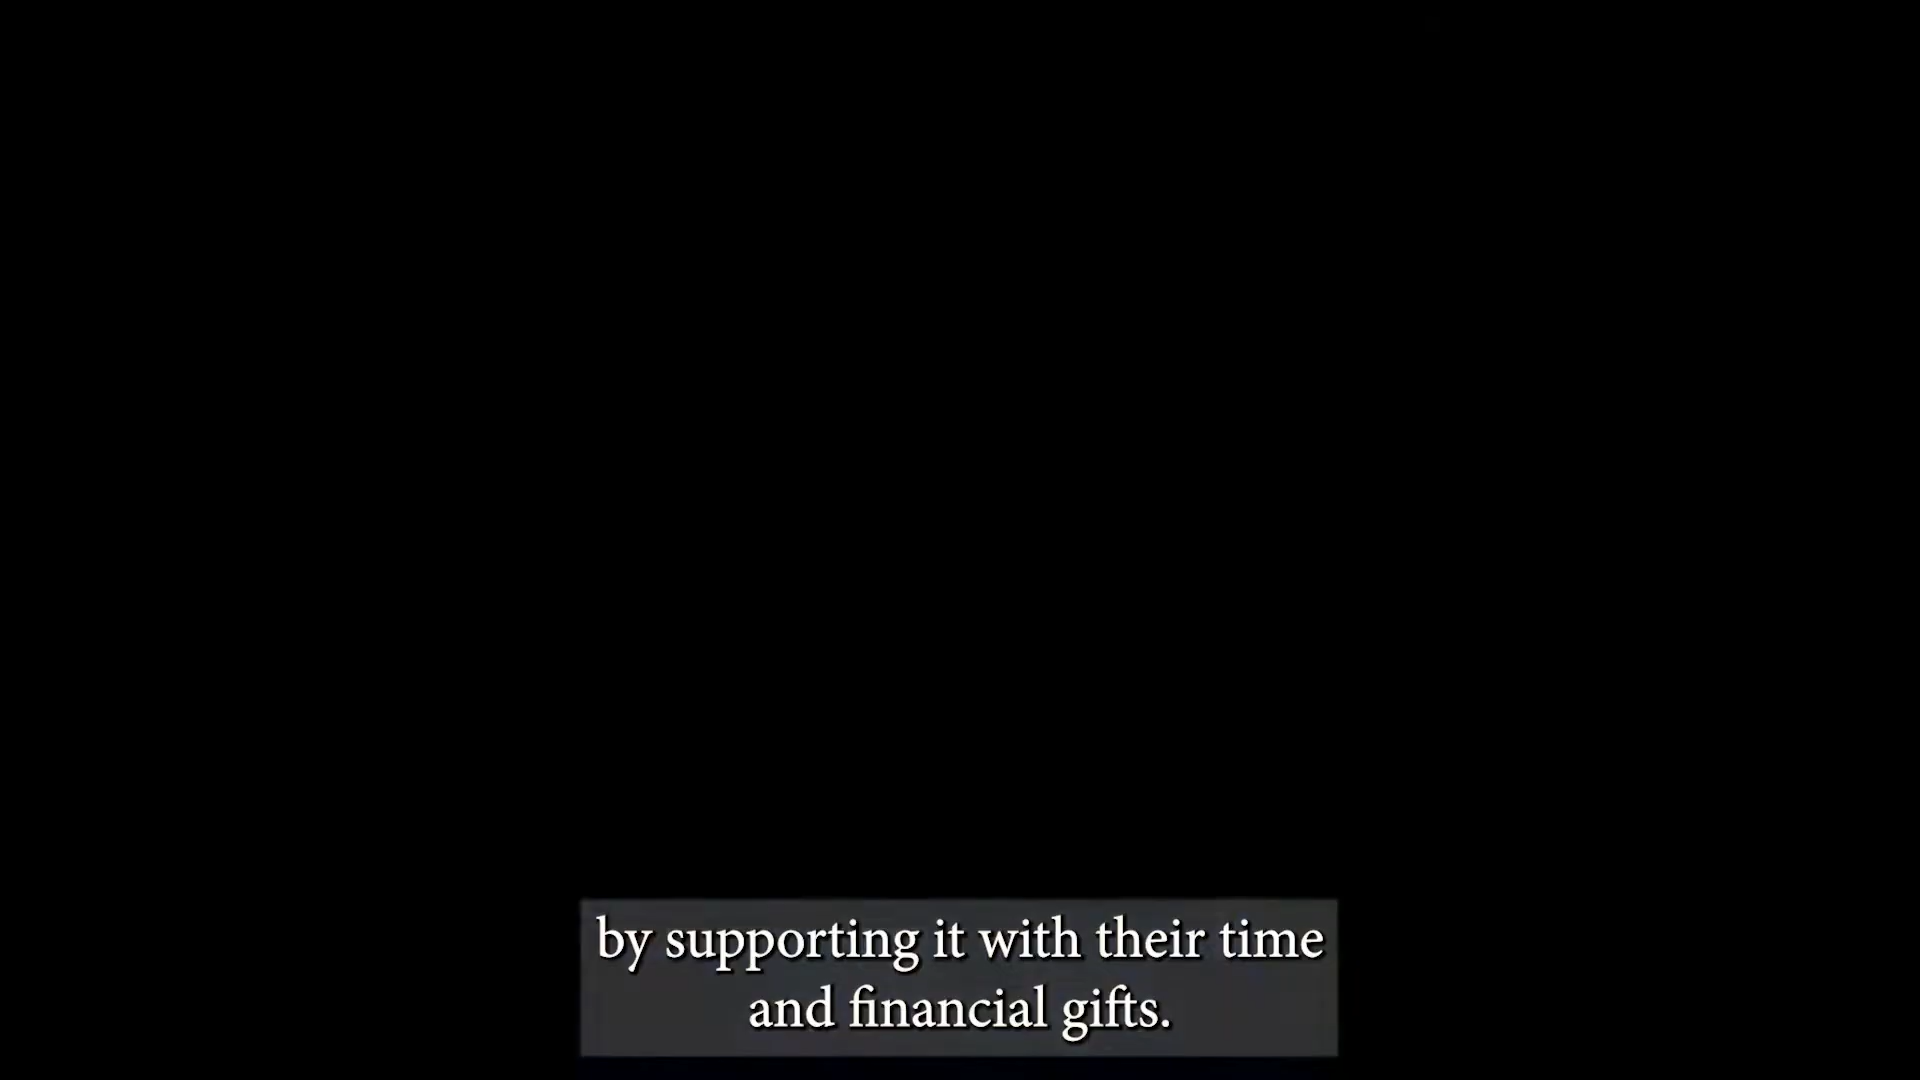 by supporting it with their time
and financial gifts.